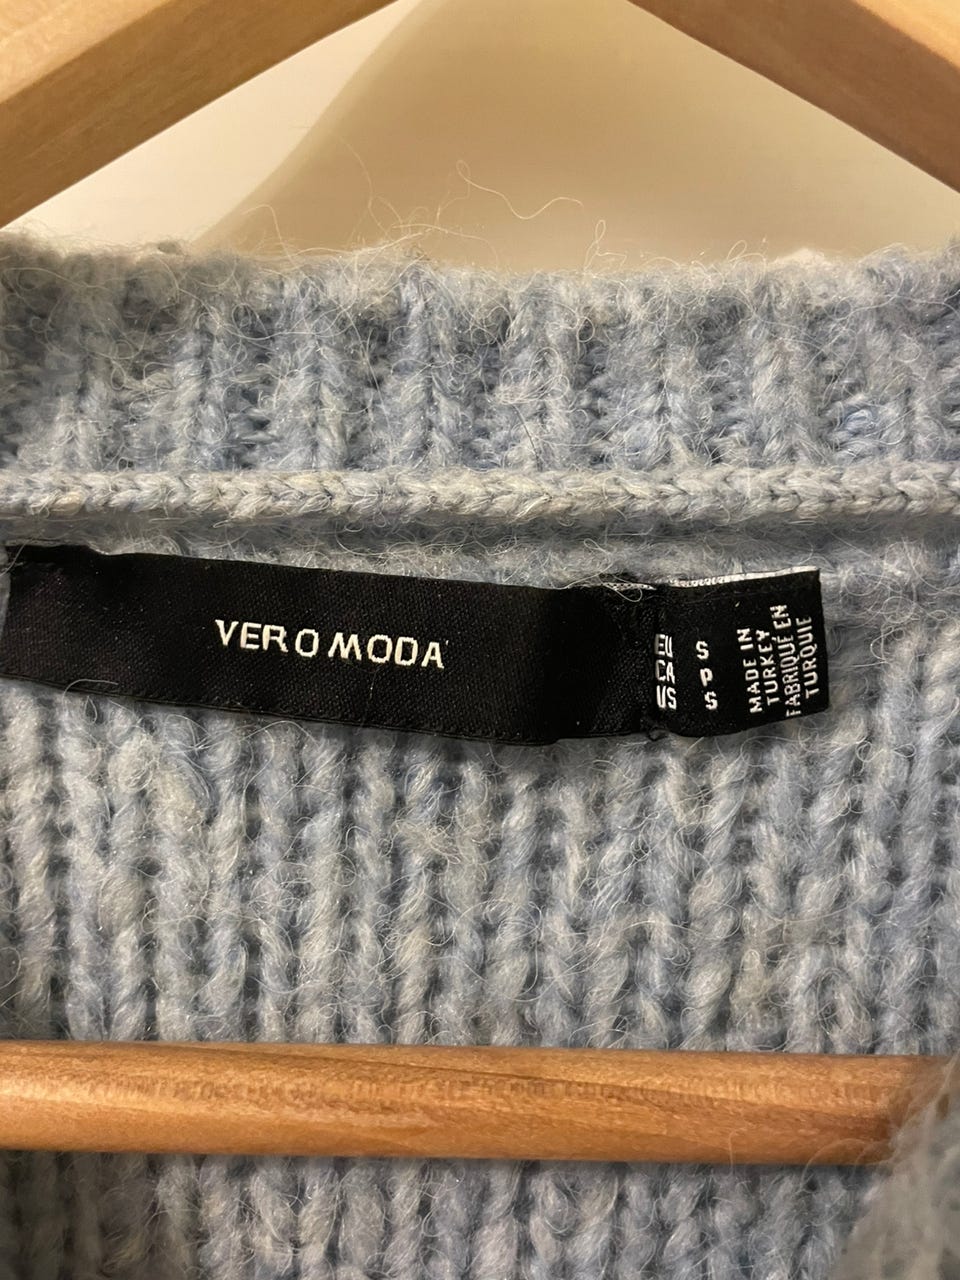 VERO MODA
EU S
CA P
US S
MADE IN
TURKEY
FABRIQUÉ EN
TURQUIE